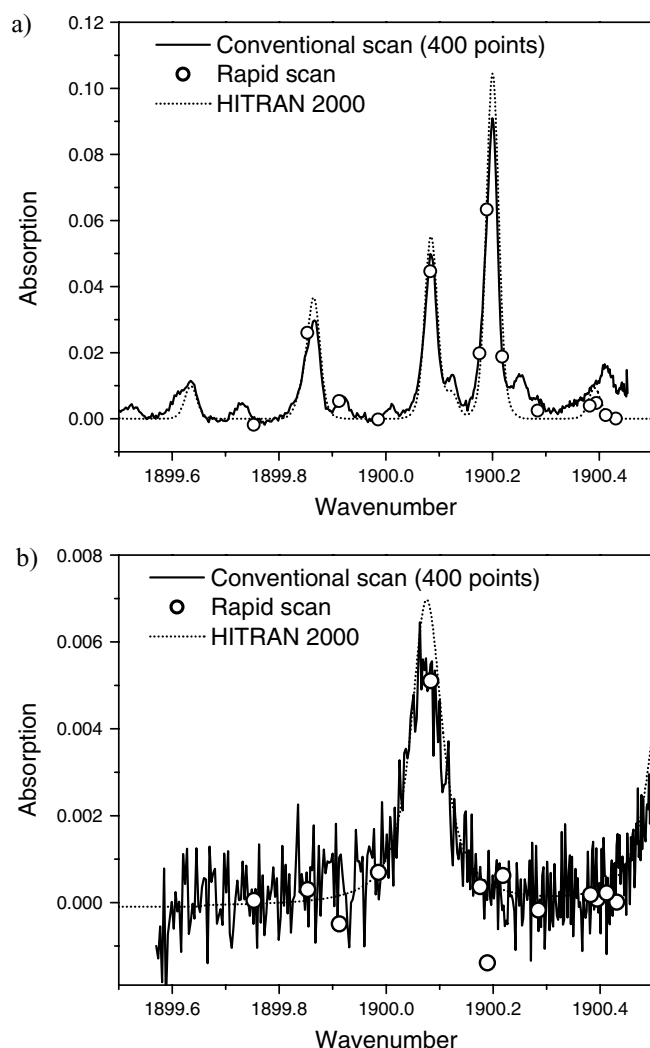 a)
0.12
0.10
0.08
0.06
0.04
0.02
0.00
Absorption
Conventional scan (400 points)
Rapid scan
HITRAN 2000
1899.6 1899.8 1900.0 1900.2 1900.4
Wavenumber
b)
0.008
0.006
0.004
0.002
0.000
Absorption
Conventional scan (400 points)
Rapid scan
HITRAN 2000
1899.6 1899.8 1900.0 1900.2 1900.4
Wavenumber